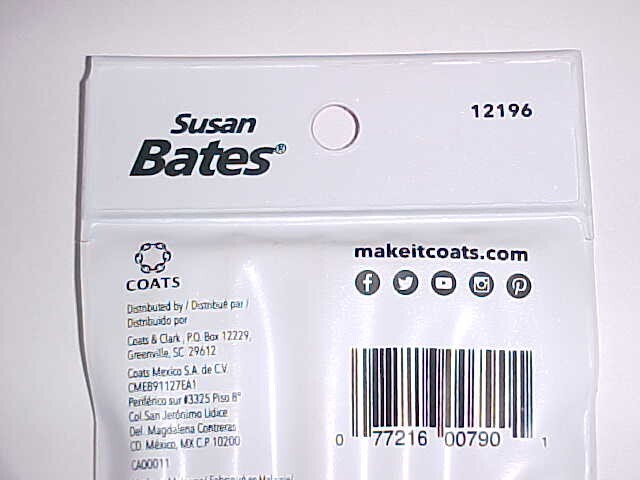 Susan
Bates®
12196
COATS
makeitcoats.com
Distributed by / Distribué par /
Distribuido por
Coats & Clark, P.O. Box 12229,
Greenville, SC 29612
Coats Mexico S.A. de C.V
CMEB91127EA1
Periférico sur #3325 Piso 8°
Col.San Jerónimo Lídice
Del. Magdalena Contreras
CD. México, MX C.P 10200
CA00011
0 77216 00790 1